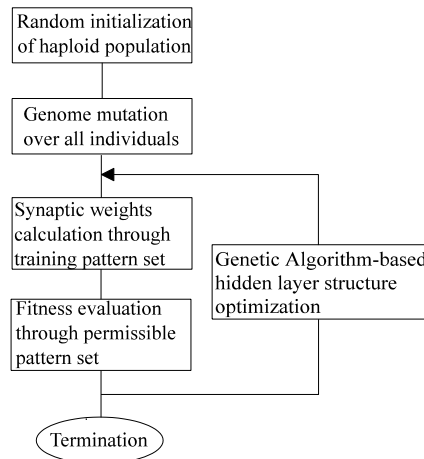 Random initialization
of haploid population
Genome mutation
over all individuals
Synaptic weights
calculation through
training pattern set
Genetic Algorithm-based
hidden layer structure
optimization
Fitness evaluation
through permissible
pattern set
Termination